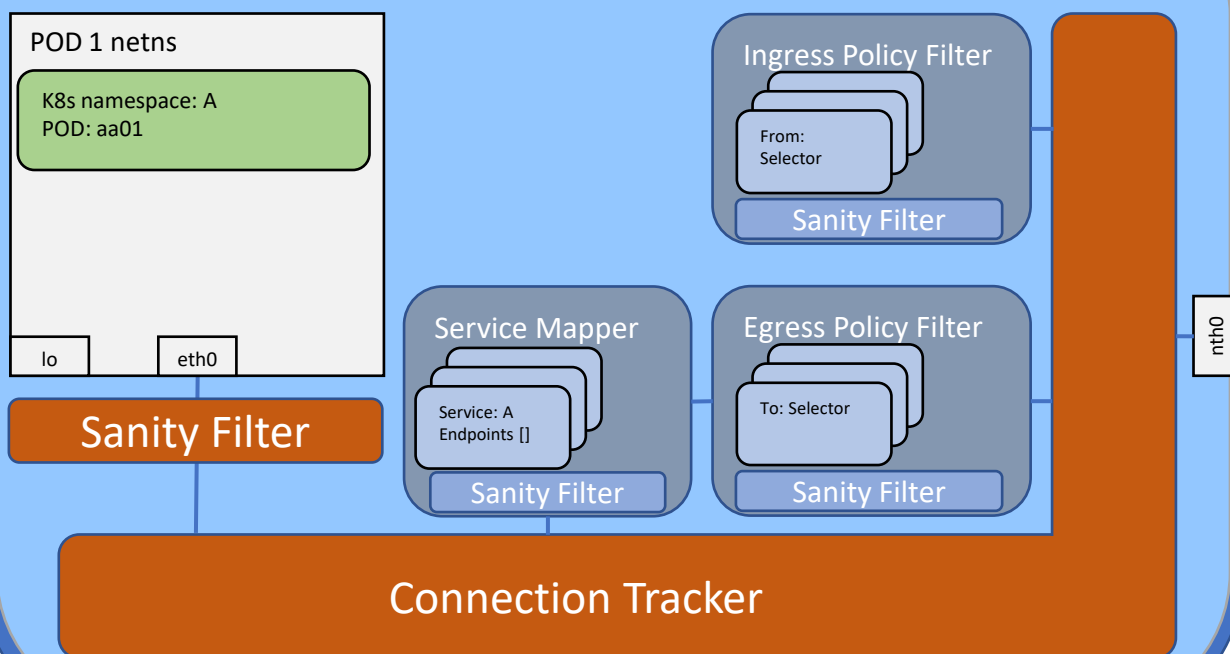 POD 1 netns
K8s namespace: A
POD: aa01
lo
eth0
Sanity Filter
Ingress Policy Filter
From:
Selector
Sanity Filter
Service Mapper
Service: A
Endpoints []
Sanity Filter
Egress Policy Filter
To: Selector
Sanity Filter
nth0
Connection Tracker